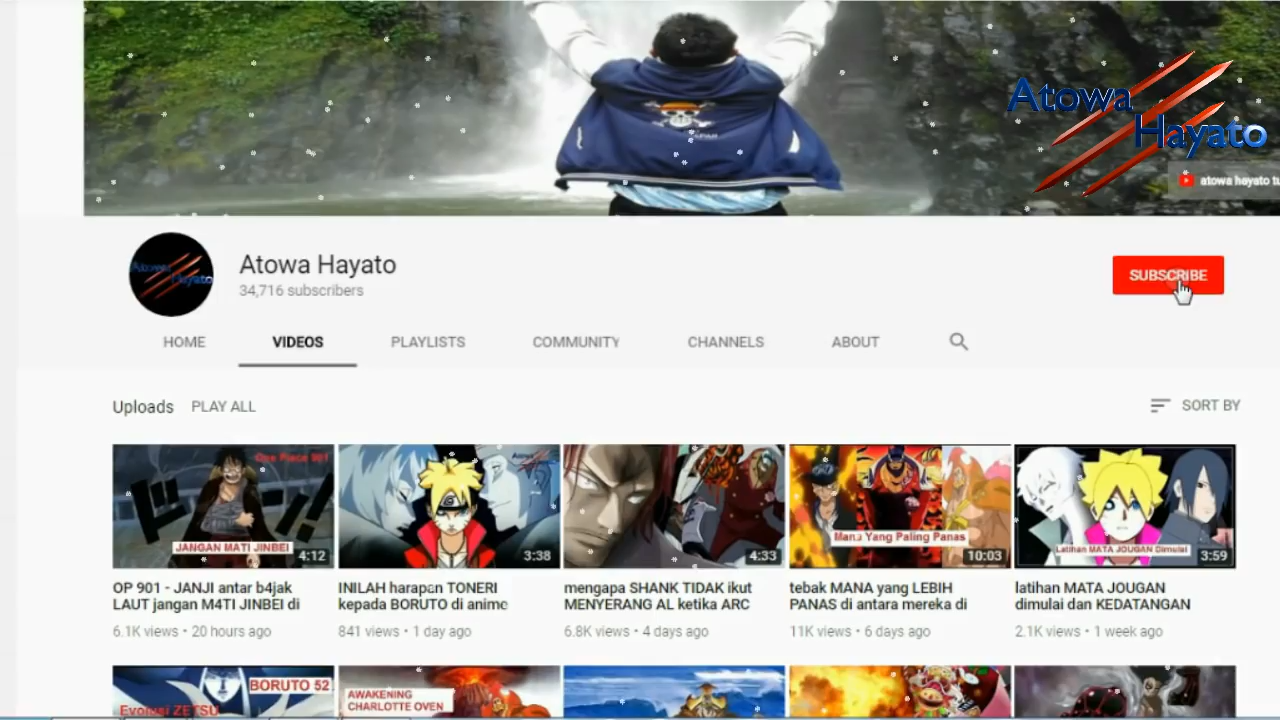 Atowa
Hayato
atowa hayato tu
Atowa Hayato
34,716 subscribers
SUBSCRIBE
HOME
VIDEOS
PLAYLISTS
COMMUNITY
CHANNELS
ABOUT
Uploads
PLAY ALL
SORT BY
One Piece 901
JANGAN MATI JINBEI
4:12
3:38
4:33
Mana Yang Paling Panas
10:03
Latihan MATA JOUGAN Dimulai
3:59
OP 901 - JANJI antar b4jak
LAUT jangan M4TI JINBEI di
6.1K views • 20 hours ago
INILAH harapan TONERI
kepada BORUTO di anime
841 views • 1 day ago
mengapa SHANK TIDAK ikut
MENYERANG AL ketika ARC
6.8K views • 4 days ago
tebak MANA yang LEBIH
PANAS di antara mereka di
11K views • 6 days ago
latihan MATA JOUGAN
dimulai dan KEDATANGAN
2.1K views • 1 week ago
BORUTO 52
Evolusi ZETSU
AWAKENING
CHARLOTTE OVEN